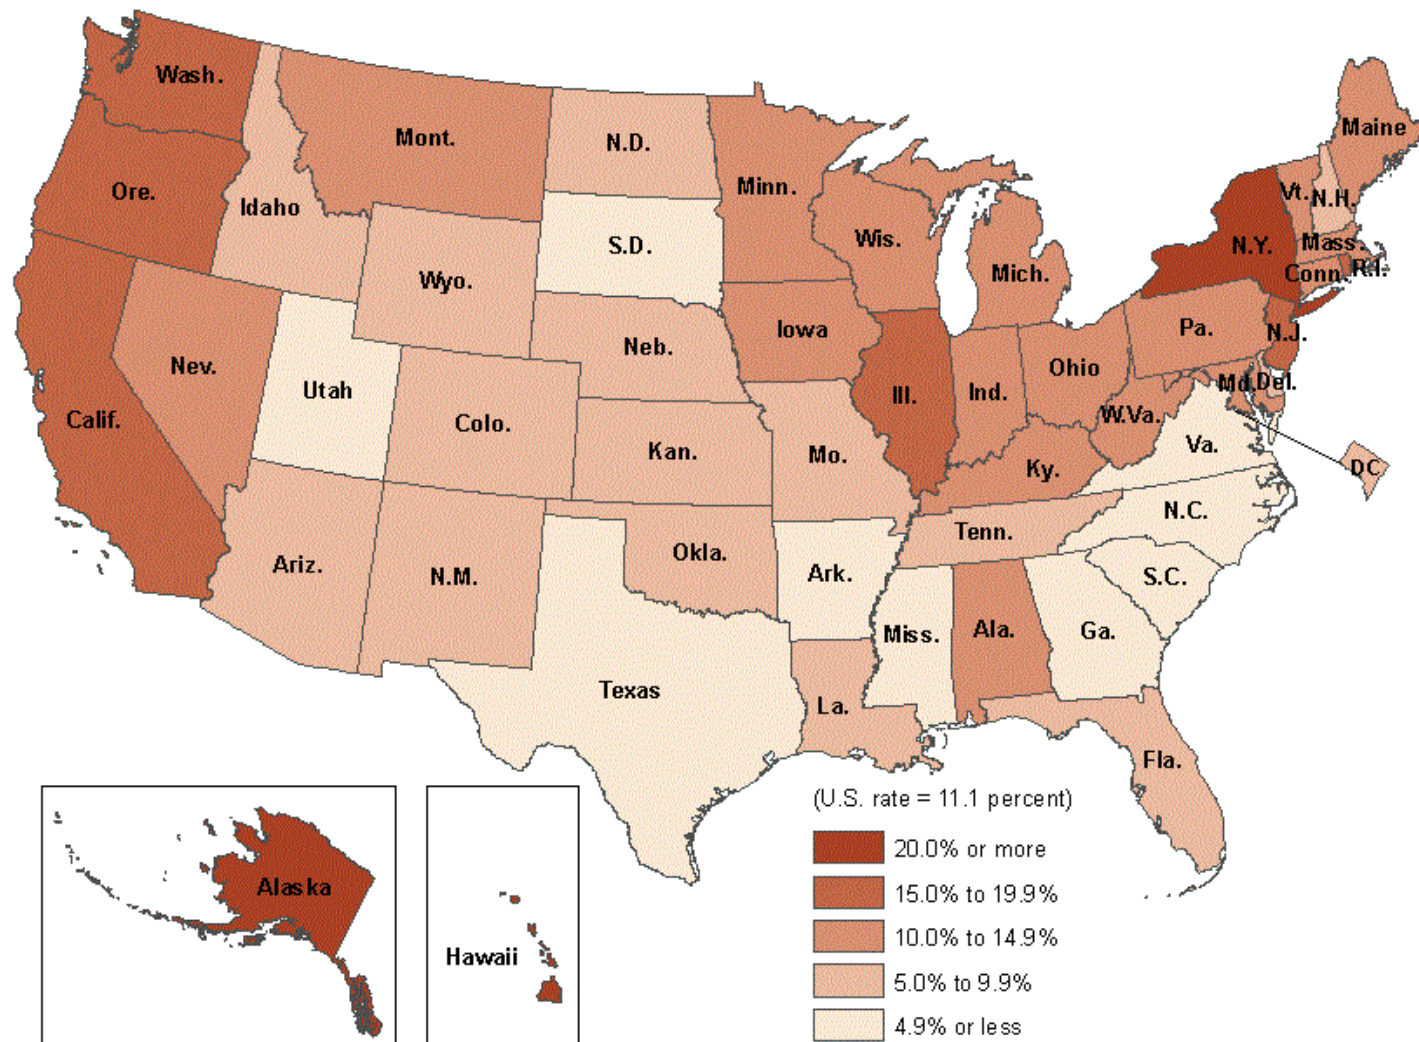 Wash.
Mont.
N.D.
Minn.
Maine
Ore.
Idaho
S.D.
Wis.
Mich.
Vt.
N.H.
N.Y.
Mass.
Conn.
R.I.
Wyo.
Iowa
Neb.
Pa.
N.J.
Nev.
Utah
Colo.
Ill.
Ind.
Ohio
Md.
Del.
Calif.
Kan.
Mo.
W.Va.
Ky.
Va.
DC
Ariz.
N.M.
Okla.
Tenn.
N.C.
Ark.
S.C.
Miss.
Ala.
Ga.
Texas
La.
Fla.
Alaska
Hawaii
(U.S. rate = 11.1 percent)
20.0% or more
15.0% to 19.9%
10.0% to 14.9%
5.0% to 9.9%
4.9% or less